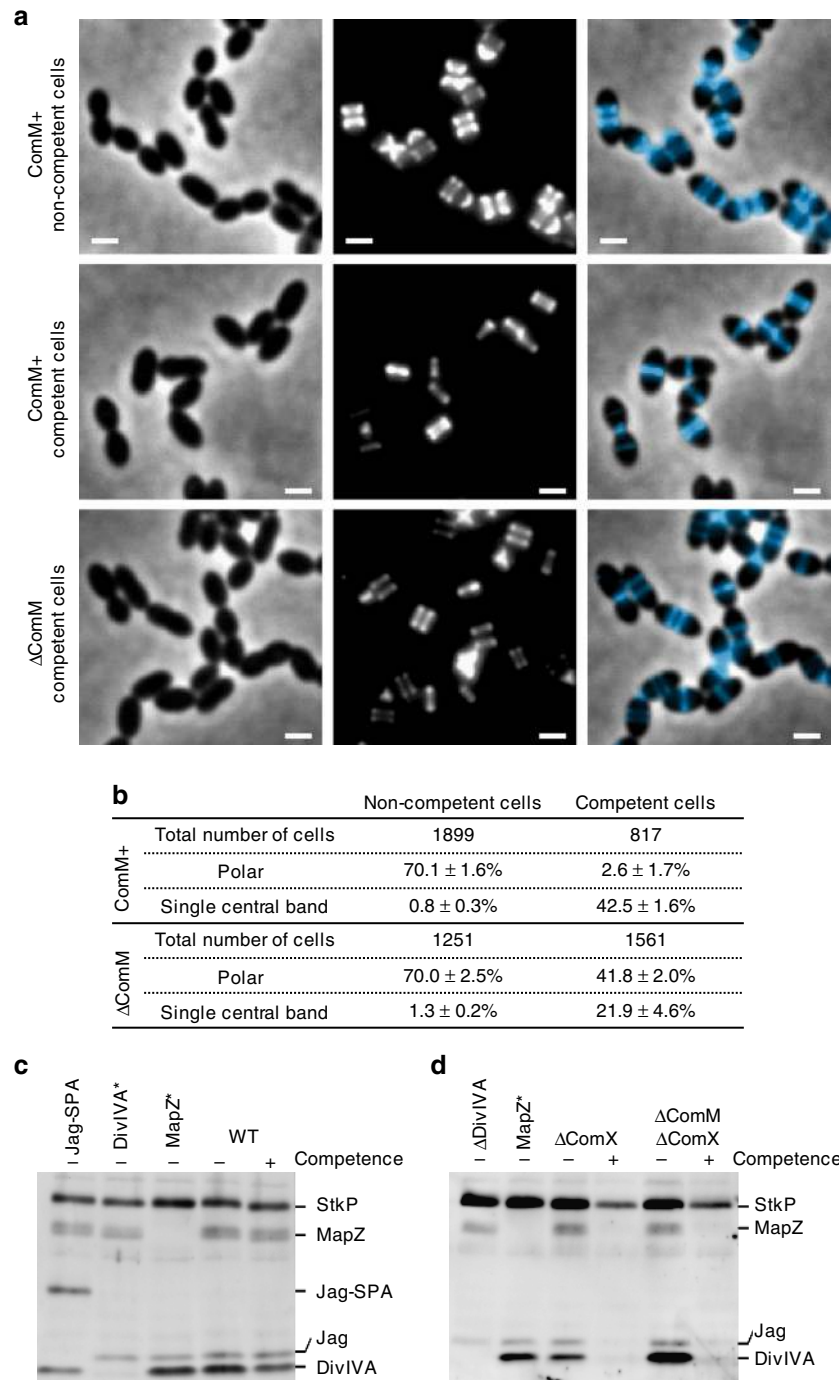 a
ComM+
non-competent cells
ComM+
competent cells
ΔComM
competent cells
b
Non-competent cells Competent cells
ComM+
Total number of cells 1899 817
Polar 70.1 ± 1.6% 2.6 ± 1.7%
Single central band 0.8 ± 0.3% 42.5 ± 1.6%
ΔComM
Total number of cells 1251 1561
Polar 70.0 ± 2.5% 41.8 ± 2.0%
Single central band 1.3 ± 0.2% 21.9 ± 4.6%
c
Jag-SPA DivIVA* MapZ* WT
– – – – + Competence
StkP
MapZ
Jag-SPA
Jag
DivIVA
d
ΔDivIVA MapZ* ΔComX ΔComM
ΔComX
– – – + – + Competence
StkP
MapZ
Jag
DivIVA